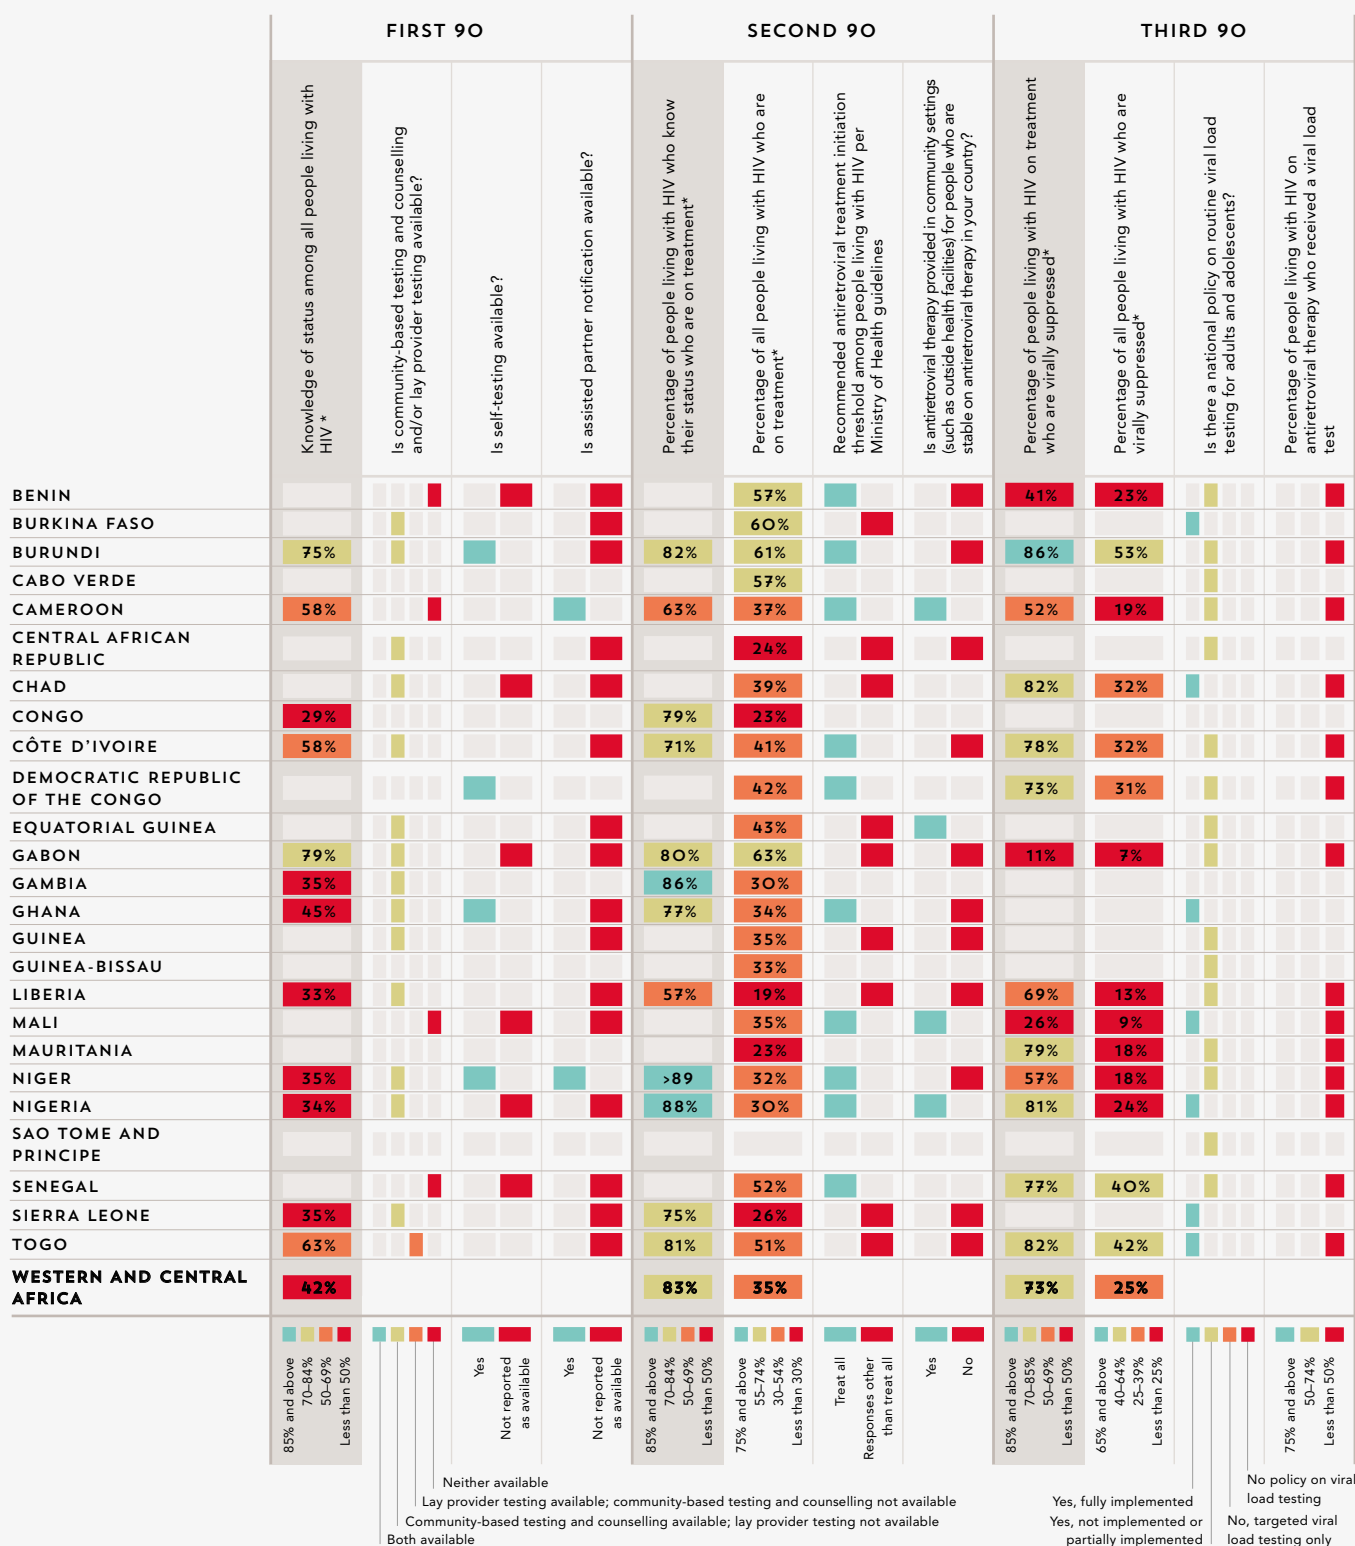 FIRST 90
SECOND 90
THIRD 90
Knowledge of status among all people living with
HIV *
Is community-based testing and counselling
and/or lay provider testing available?
Is self-testing available?
Is assisted partner notification available?
Percentage of people living with HIV who know
their status who are on treatment*
Percentage of all people living with HIV who are
on treatment*
Recommended antiretroviral treatment initiation
threshold among people living with HIV per
Ministry of Health guidelines
Is antiretroviral therapy provided in community settings
(such as outside health facilities) for people who are
stable on antiretroviral therapy in your country?
Percentage of people living with HIV on treatment
who are virally suppressed*
Percentage of all people living with HIV who are
virally suppressed*
Is there a national policy on routine viral load
testing for adults and adolescents?
Percentage of people living with HIV on
antiretroviral therapy who received a viral load
test
BENIN 57% 41% 23%
BURKINA FASO 60%
BURUNDI 75% 82% 61% 86% 53%
CABO VERDE 57%
CAMEROON 58% 63% 37% 52% 19%
CENTRAL AFRICAN
REPUBLIC 24%
CHAD 39% 82% 32%
CONGO 29% 79% 23%
CÔTE D'IVOIRE 58% 71% 41% 78% 32%
DEMOCRATIC REPUBLIC
OF THE CONGO 42% 73% 31%
EQUATORIAL GUINEA 43%
GABON 79% 80% 63% 11% 7%
GAMBIA 35% 86% 30%
GHANA 45% 77% 34%
GUINEA 35%
GUINEA-BISSAU 33%
LIBERIA 33% 57% 19% 69% 13%
MALI 35% 26% 9%
MAURITANIA 23% 79% 18%
NIGER 35% >89 32% 57% 18%
NIGERIA 34% 88% 30% 81% 24%
SAO TOME AND
PRINCIPE
SENEGAL 52% 77% 40%
SIERRA LEONE 35% 75% 26%
TOGO 63% 81% 51% 82% 42%
WESTERN AND CENTRAL
AFRICA 42% 83% 35% 73% 25%
85% and above
70–84%
50–69%
Less than 50%
Yes
Not reported
as available
Yes
Not reported
as available
85% and above
70–84%
50–69%
Less than 50%
75% and above
55–74%
30–54%
Less than 30%
Treat all
Responses other
than treat all
Yes
No
85% and above
70–85%
50–69%
Less than 50%
65% and above
40–64%
25–39%
Less than 25%
75% and above
50–74%
Less than 50%
Neither available
Lay provider testing available; community-based testing and counselling not available
Community-based testing and counselling available; lay provider testing not available
Both available
No policy on viral
load testing
Yes, fully implemented
Yes, not implemented or
partially implemented
No, targeted viral
load testing only